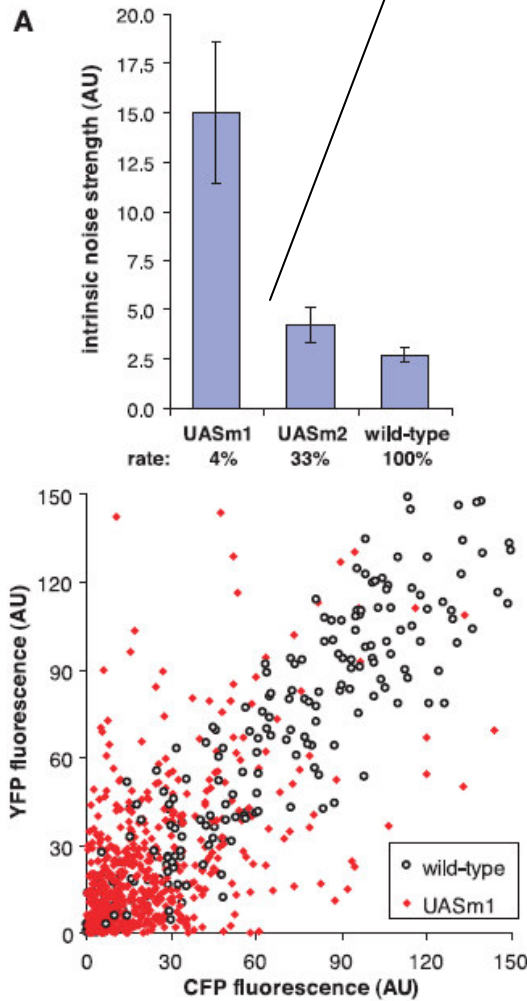 A
intrinsic noise strength (AU)
20.0
17.5
15.0
12.5
10.0
7.5
5.0
2.5
0.0
UASm1 UASm2 wild-type
rate: 4% 33% 100%
YFP fluorescence (AU)
150
120
90
60
30
0
wild-type
UASm1
0 30 60 90 120 150
CFP fluorescence (AU)